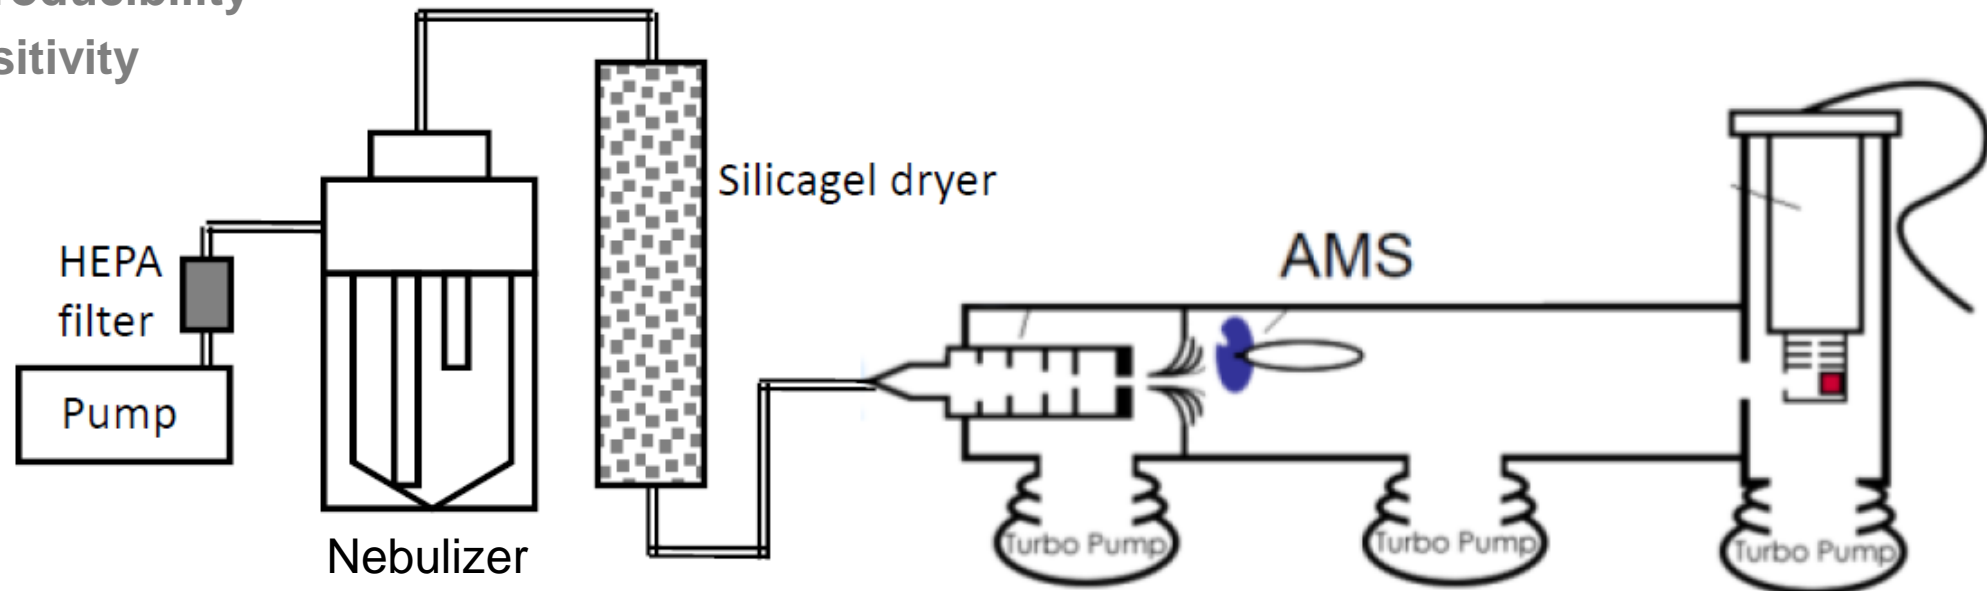 sitivity
Silicagel dryer
HEPA
filter
AMS
Pump
Nebulizer
Turbo Pump
Turbo Pump
Turbo Pump